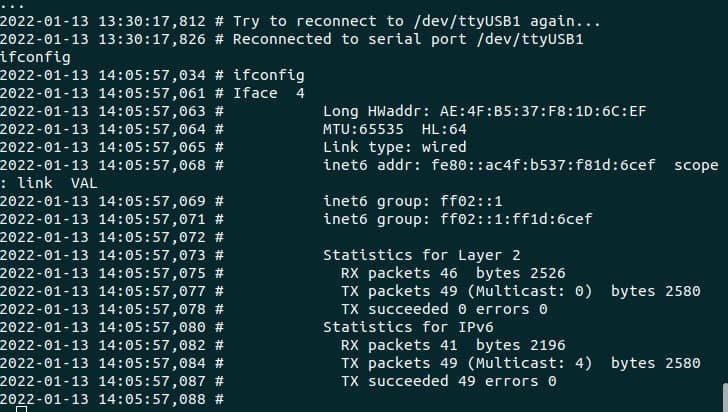 ...
2022-01-13 13:30:17,812 # Try to reconnect to /dev/ttyUSB1 again...
2022-01-13 13:30:17,826 # Reconnected to serial port /dev/ttyUSB1
ifconfig
2022-01-13 14:05:57,034 # ifconfig
2022-01-13 14:05:57,061 # Iface  4
2022-01-13 14:05:57,063 #           Long HWaddr: AE:4F:B5:37:F8:1D:6C:EF
2022-01-13 14:05:57,064 #           MTU:65535  HL:64
2022-01-13 14:05:57,065 #           Link type: wired
2022-01-13 14:05:57,068 #           inet6 addr: fe80::ac4f:b537:f81d:6cef  scope
: link  VAL
2022-01-13 14:05:57,069 #           inet6 group: ff02::1
2022-01-13 14:05:57,071 #           inet6 group: ff02::1:ff1d:6cef
2022-01-13 14:05:57,072 #
2022-01-13 14:05:57,073 #           Statistics for Layer 2
2022-01-13 14:05:57,075 #             RX packets 46  bytes 2526
2022-01-13 14:05:57,077 #             TX packets 49 (Multicast: 0)  bytes 2580
2022-01-13 14:05:57,078 #             TX succeeded 0 errors 0
2022-01-13 14:05:57,080 #           Statistics for IPv6
2022-01-13 14:05:57,082 #             RX packets 41  bytes 2196
2022-01-13 14:05:57,084 #             TX packets 49 (Multicast: 4)  bytes 2580
2022-01-13 14:05:57,087 #             TX succeeded 49 errors 0
2022-01-13 14:05:57,088 #